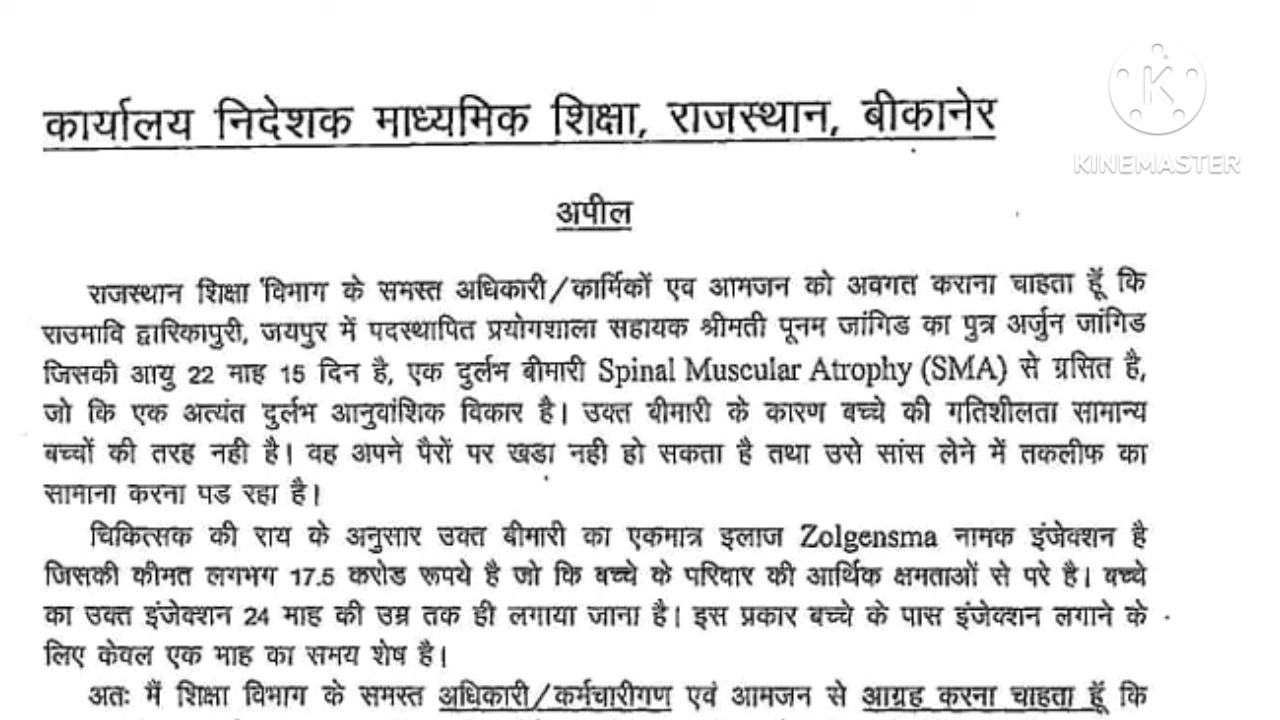 कार्यालय निदेशक माध्यमिक शिक्षा, राजस्थान, बीकानेर
KINEMASTER
अपील
राजस्थान शिक्षा विभाग के समस्त अधिकारी/कार्मिकों एव आमजन को अवगत कराना चाहता हूँ कि
राउमावि द्वारिकापुरी, जयपुर में पदस्थापित प्रयोगशाला सहायक श्रीमती पूनम जांगिड का पुत्र अर्जुन जांगिड
जिसकी आयु 22 माह 15 दिन है, एक दुर्लभ बीमारी Spinal Muscular Atrophy (SMA) से ग्रसित है,
जो कि एक अत्यंत दुर्लभ आनुवांशिक विकार है। उक्त बीमारी के कारण बच्चे की गतिशीलता सामान्य
बच्चों की तरह नही है। वह अपने पैरों पर खडा नही हो सकता है तथा उसे सांस लेने में तकलीफ का
सामाना करना पड रहा है।
चिकित्सक की राय के अनुसार उक्त बीमारी का एकमात्र इलाज Zolgensma नामक इंजेक्शन है
जिसकी कीमत लगभग 17.5 करोड रूपये है जो कि बच्चे के परिवार की आर्थिक क्षमताओं से परे है। बच्चे
का उक्त इंजेक्शन 24 माह की उम्र तक ही लगाया जाना है। इस प्रकार बच्चे के पास इंजेक्शन लगाने के
लिए केवल एक माह का समय शेष है।
अतः मैं शिक्षा विभाग के समस्त अधिकारी/कर्मचारीगण एवं आमजन से आग्रह करना चाहता हूँ कि